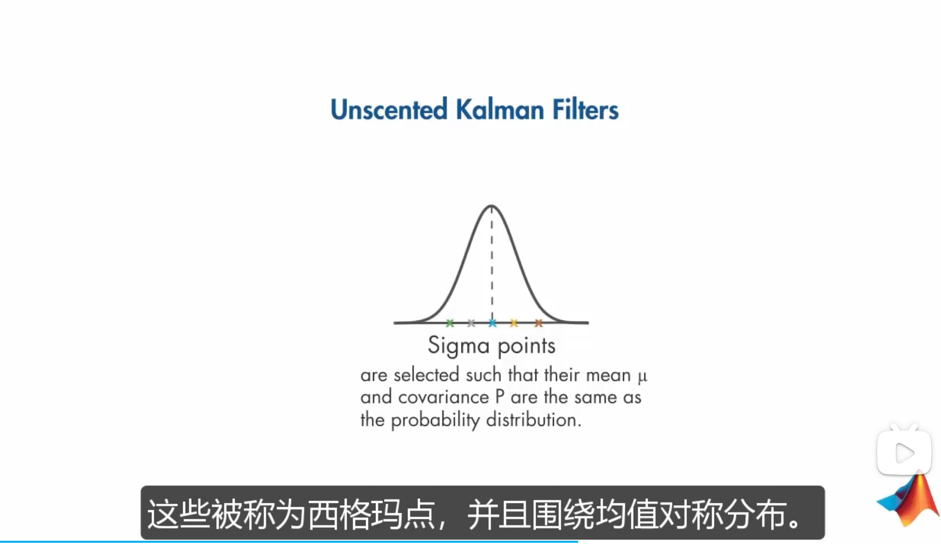 Unscented Kalman Filters
Sigma points
are selected such that their mean μ
and covariance P are the same as
the probability distribution.
这些被称为西格玛点，并且围绕均值对称分布。